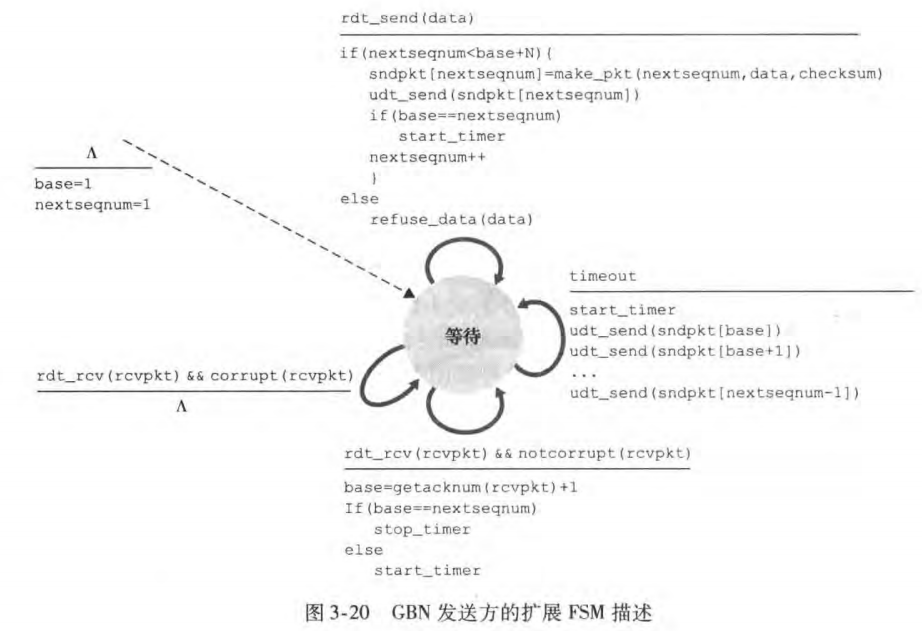 rdt_send(data)
if(nextseqnum<base+N){
sndpkt[nextseqnum]=make_pkt(nextseqnum,data,checksum)
udt_send(sndpkt[nextseqnum])
if(base==nextseqnum)
start_timer
nextseqnum++
}
else
refuse_data(data)
Λ
base=1
nextseqnum=1
timeout
start_timer
udt_send(sndpkt[base])
udt_send(sndpkt[base+1])
...
udt_send(sndpkt[nextseqnum-1])
等待
rdt_rcv(rcvpkt) && corrupt(rcvpkt)
Λ
rdt_rcv(rcvpkt) && notcorrupt(rcvpkt)
base=getacknum(rcvpkt)+1
If(base==nextseqnum)
stop_timer
else
start_timer
图 3-20 GBN 发送方的扩展 FSM 描述